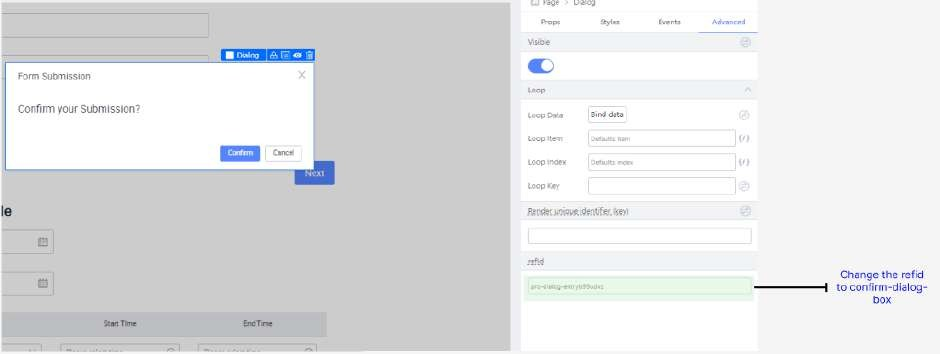 Page > Dialog
Props Styles Events Advanced
Visible
Dialog
Form Submission X
Confirm your Submission?
Confirm Cancel
Next
Loop
Loop Data Bind data
Loop Item Defaults item {/}
Loop Index Defaults index {/}
Loop Key
Render unique identifier (key)
le
refid
Change the refid
to confirm-dialog-
box
Start Time End Time